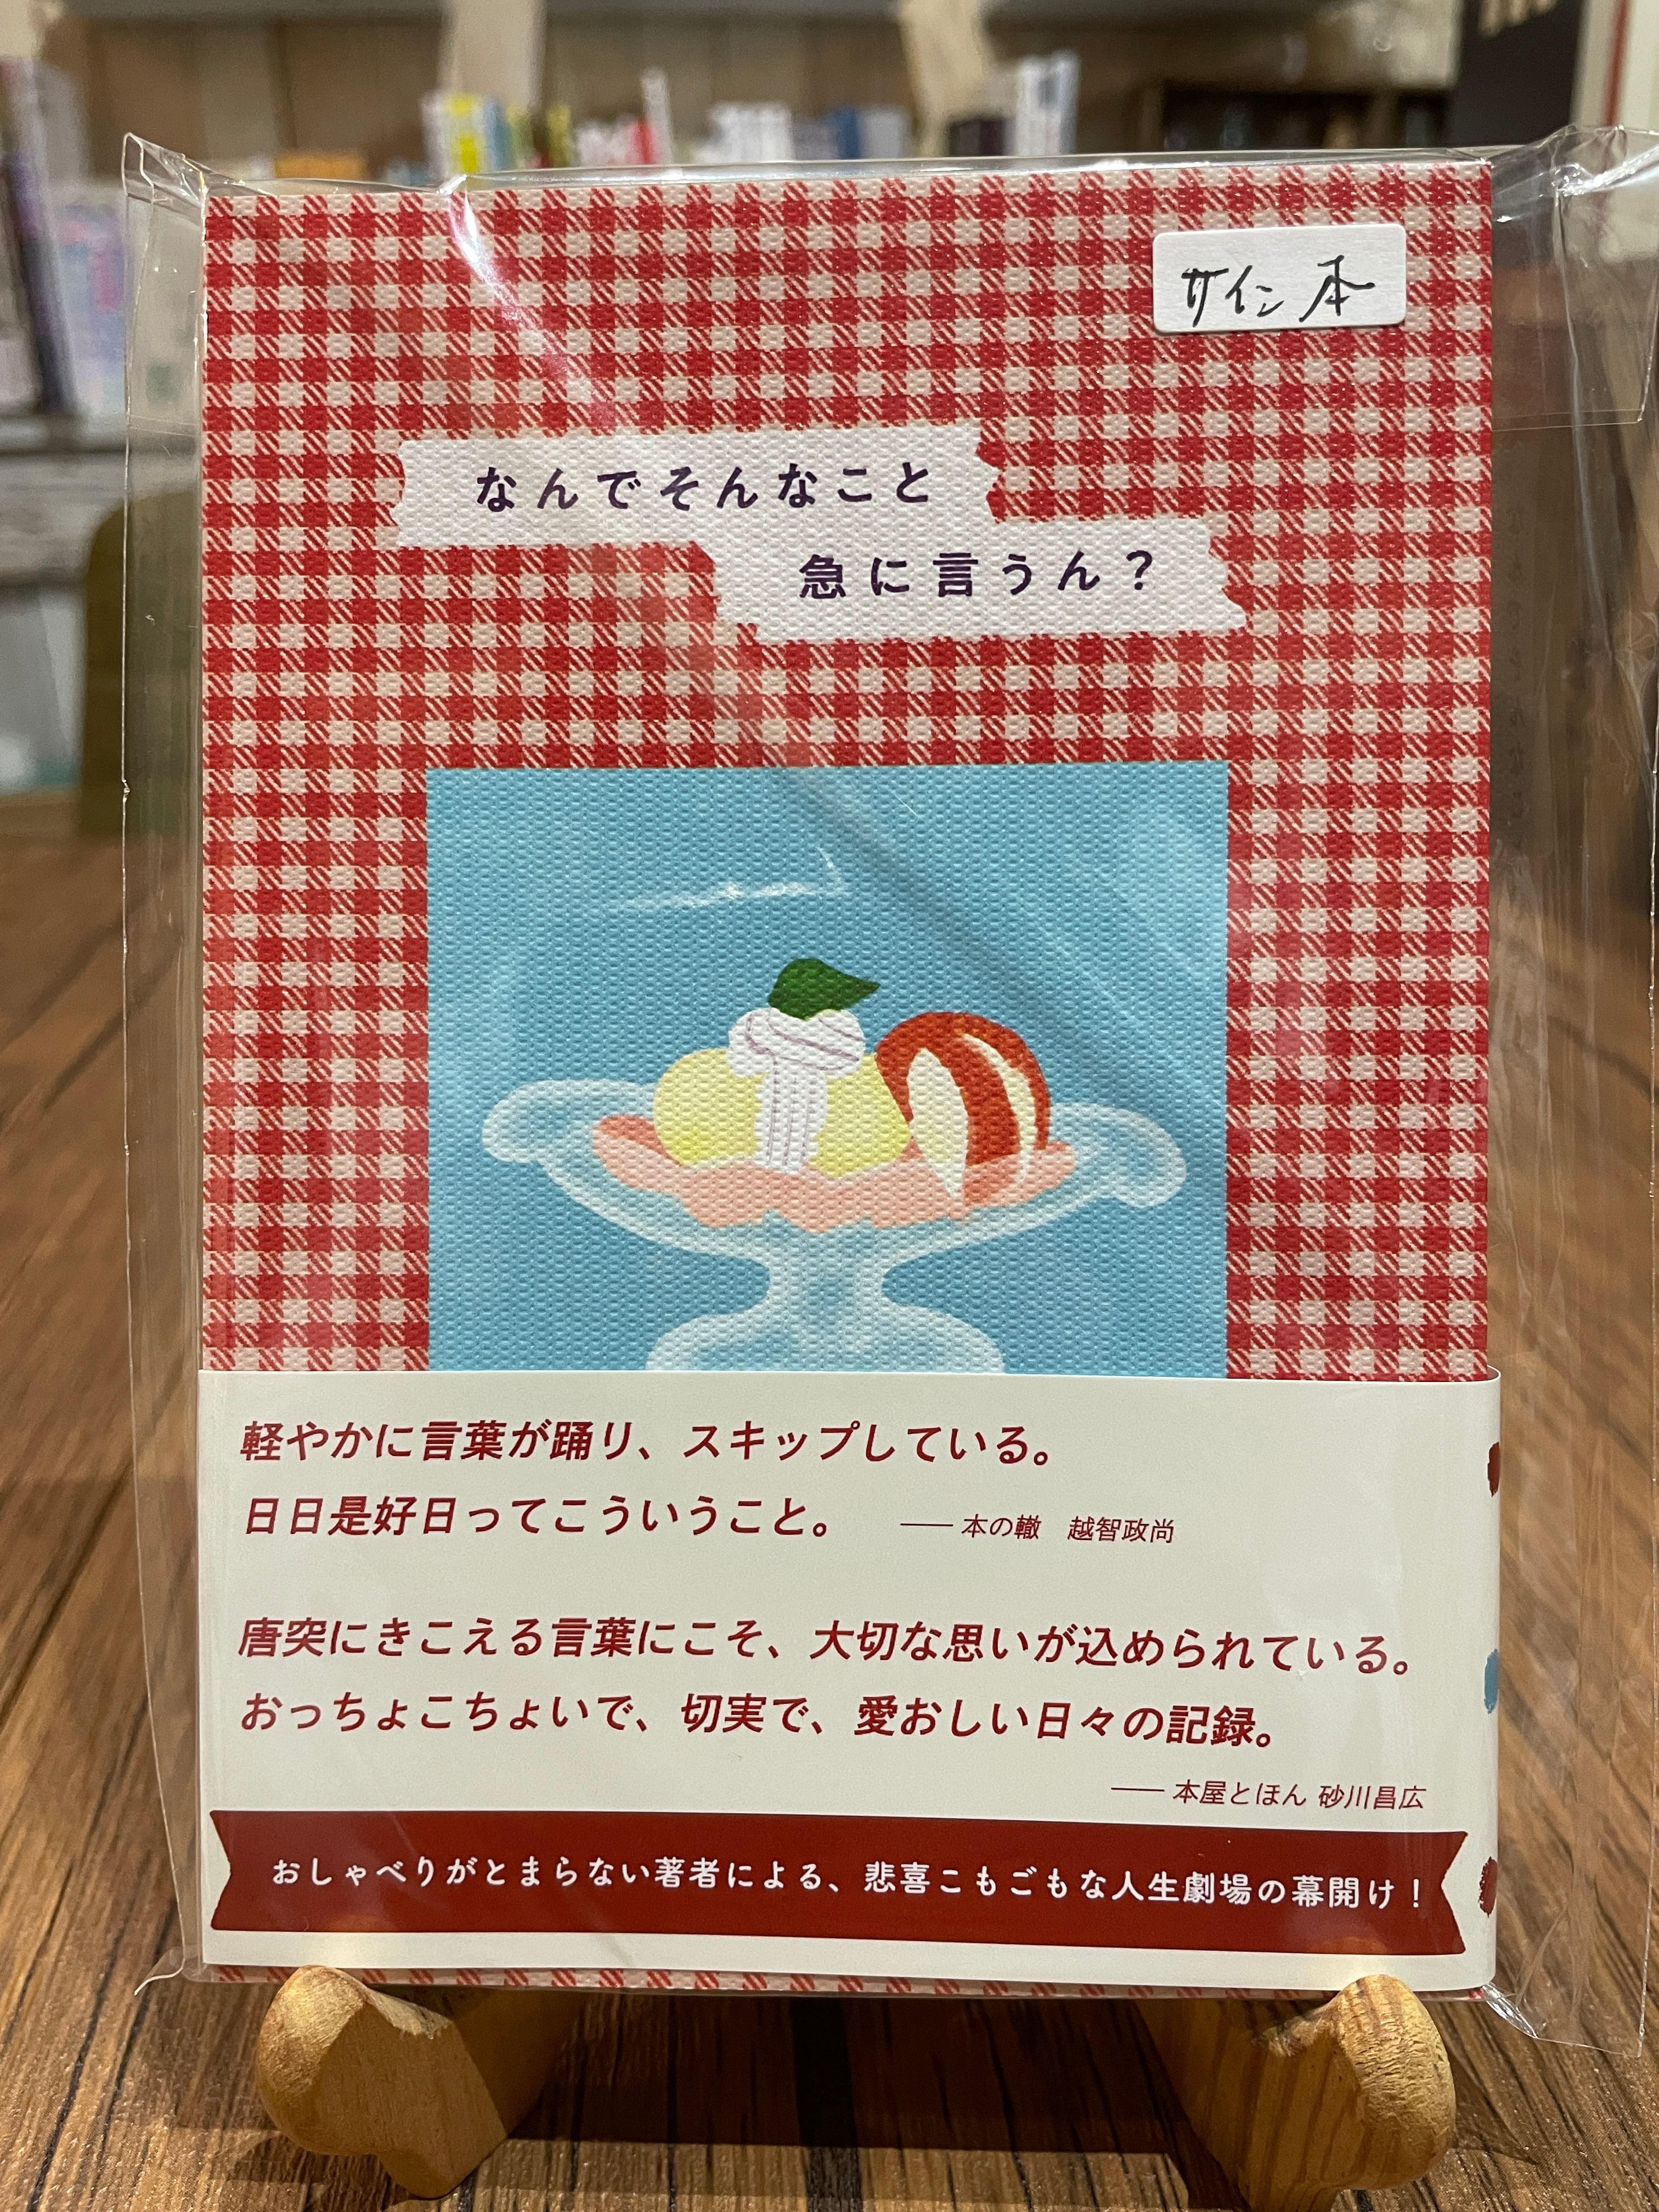 サイン本
なんでそんなこと
急に言うん？
軽やかに言葉が踊り、スキップしている。
日日是好日ってこういうこと。 ── 本の轍　越智政尚
唐突にきこえる言葉にこそ、大切な思いが込められている。
おっちょこちょいで、切実で、愛おしい日々の記録。
── 本屋とほん 砂川昌広
おしゃべりがとまらない著者による、悲喜こもごもな人生劇場の幕開け！